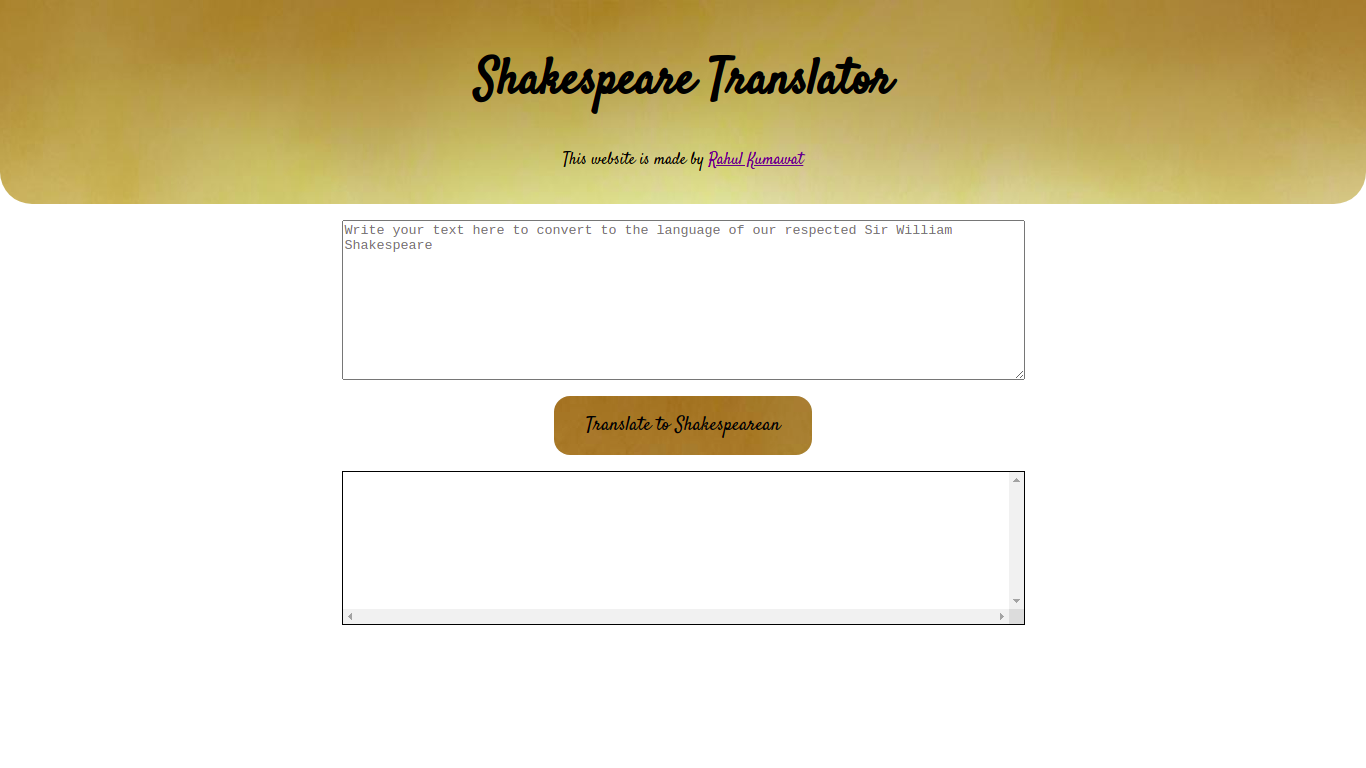 Shakespeare Translator
This website is made by Rahul Kumawat
Write your text here to convert to the language of our respected Sir William
Shakespeare
Translate to Shakespearean